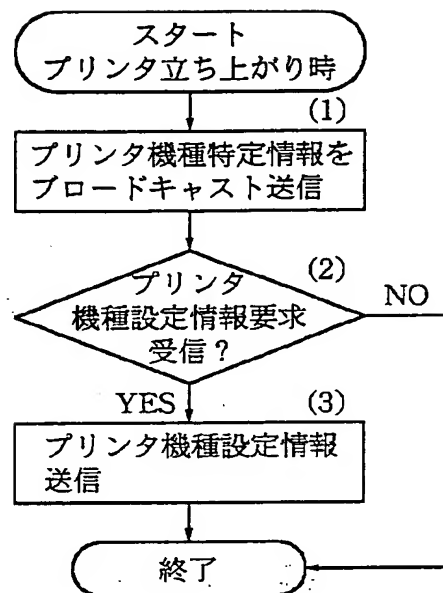 スタート
プリンタ立ち上がり時
(1)
プリンタ機種特定情報を
ブロードキャスト送信
(2)
プリンタ
機種設定情報要求
受信？
NO
YES
(3)
プリンタ機種設定情報
送信
終了